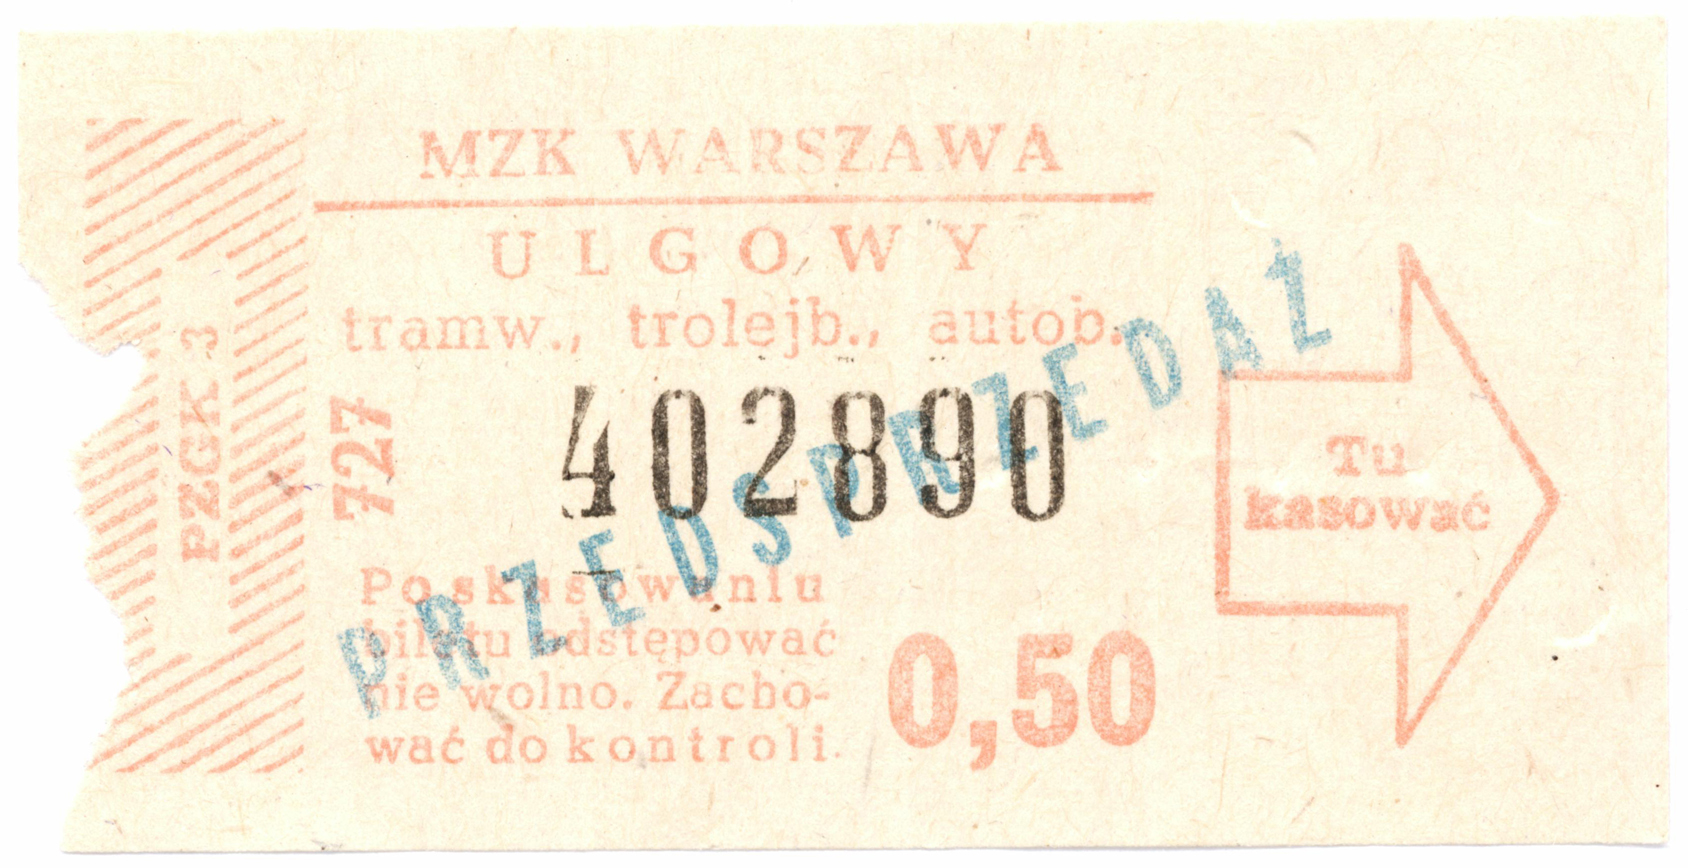 MZK WARSZAWA
ULGOWY
tramw., trolejb., autob.
PZGK 3
727
402890
PRZEDSPRZEDAŻ
Tu
kasować
Po skasowaniu
biletu odstępować
nie wolno. Zacho-
wać do kontroli.
0,50